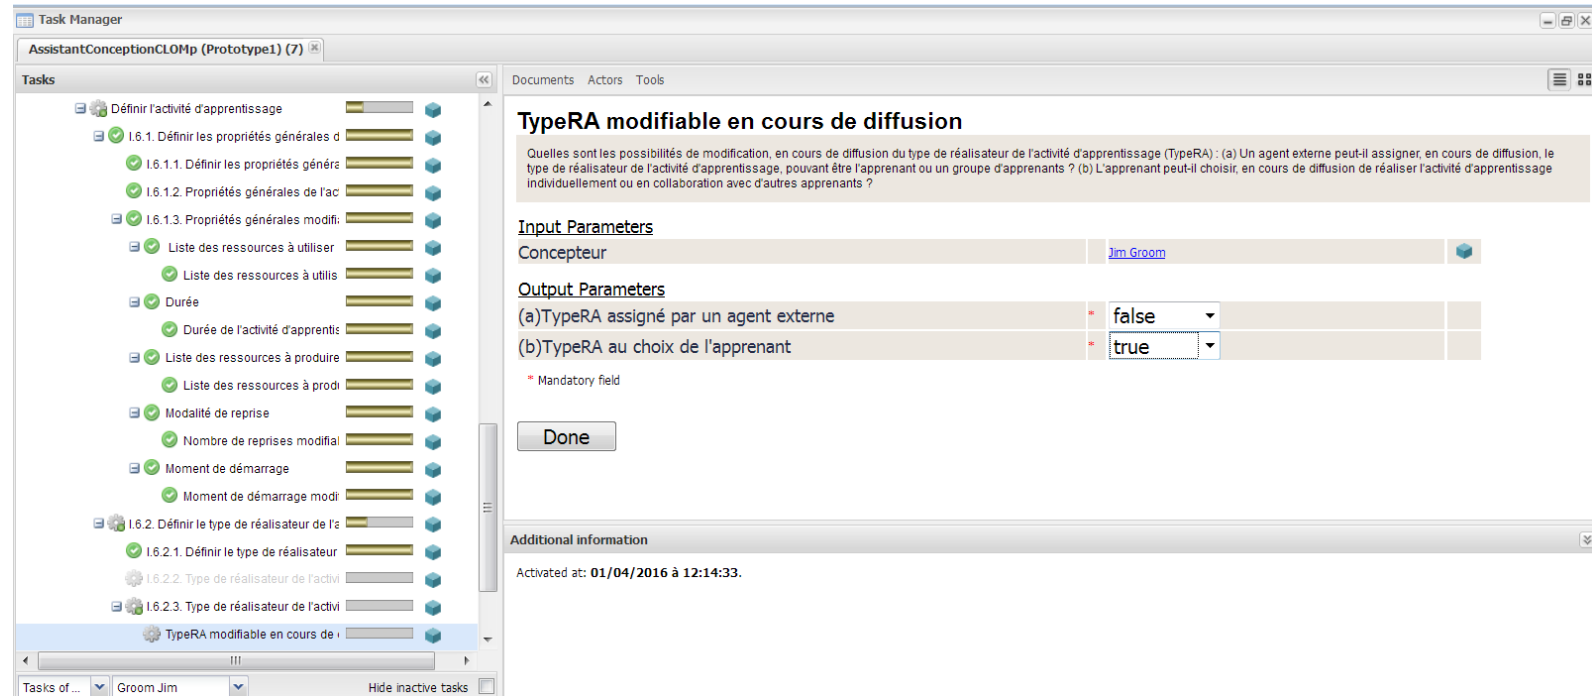 Task Manager
AssistantConceptionCLOMp (Prototype1) (7)
Tasks
Définir l'activité d'apprentissage
I.6.1. Définir les propriétés générales d
I.6.1.1. Définir les propriétés généra
I.6.1.2. Propriétés générales de l'ac
I.6.1.3. Propriétés générales modifi
Liste des ressources à utiliser
Liste des ressources à utilis
Durée
Durée de l'activité d'apprentis
Liste des ressources à produire
Liste des ressources à prod
Modalité de reprise
Nombre de reprises modifia
Moment de démarrage
Moment de démarrage modi
I.6.2. Définir le type de réalisateur de l'a
I.6.2.1. Définir le type de réalisateur
I.6.2.2. Type de réalisateur de l'activi
I.6.2.3. Type de réalisateur de l'activi
TypeRA modifiable en cours de
Tasks of ... Groom Jim Hide inactive tasks
Documents Actors Tools
TypeRA modifiable en cours de diffusion
Quelles sont les possibilités de modification, en cours de diffusion du type de réalisateur de l'activité d'apprentissage (TypeRA) : (a) Un agent externe peut-il assigner, en cours de diffusion, le
type de réalisateur de l'activité d'apprentissage, pouvant être l'apprenant ou un groupe d'apprenants ? (b) L'apprenant peut-il choisir, en cours de diffusion de réaliser l'activité d'apprentissage
individuellement ou en collaboration avec d'autres apprenants ?
Input Parameters
Concepteur Jim Groom
Output Parameters
(a)TypeRA assigné par un agent externe * false
(b)TypeRA au choix de l'apprenant * true
* Mandatory field
Done
Additional information
Activated at: 01/04/2016 à 12:14:33.